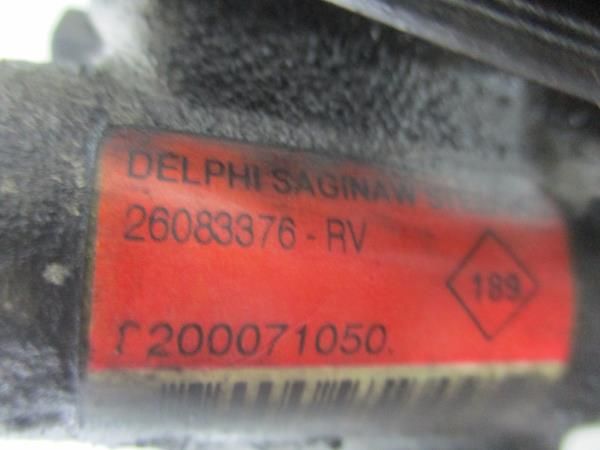 DELPHI SAGINAW
26083376 - RV
189
200071050